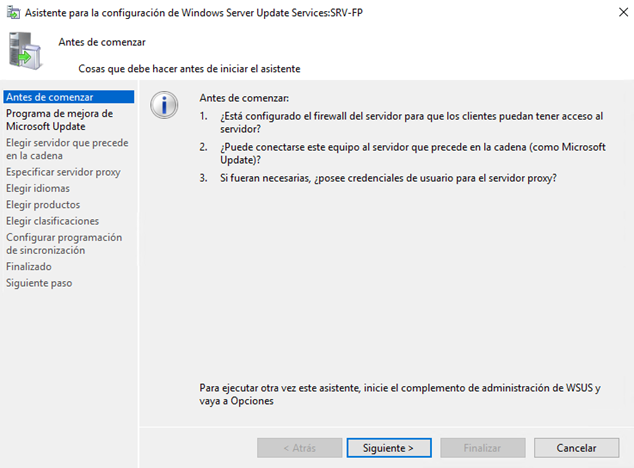 Asistente para la configuración de Windows Server Update Services:SRV-FP
Antes de comenzar
Cosas que debe hacer antes de iniciar el asistente
Antes de comenzar
Programa de mejora de
Microsoft Update
Elegir servidor que precede
en la cadena
Especificar servidor proxy
Elegir idiomas
Elegir productos
Elegir clasificaciones
Configurar programación
de sincronización
Finalizado
Siguiente paso
Antes de comenzar:
1. ¿Está configurado el firewall del servidor para que los clientes puedan tener acceso al
servidor?
2. ¿Puede conectarse este equipo al servidor que precede en la cadena (como Microsoft
Update)?
3. Si fueran necesarias, ¿posee credenciales de usuario para el servidor proxy?
Para ejecutar otra vez este asistente, inicie el complemento de administración de WSUS y
vaya a Opciones
< Atrás
Siguiente >
Finalizar
Cancelar